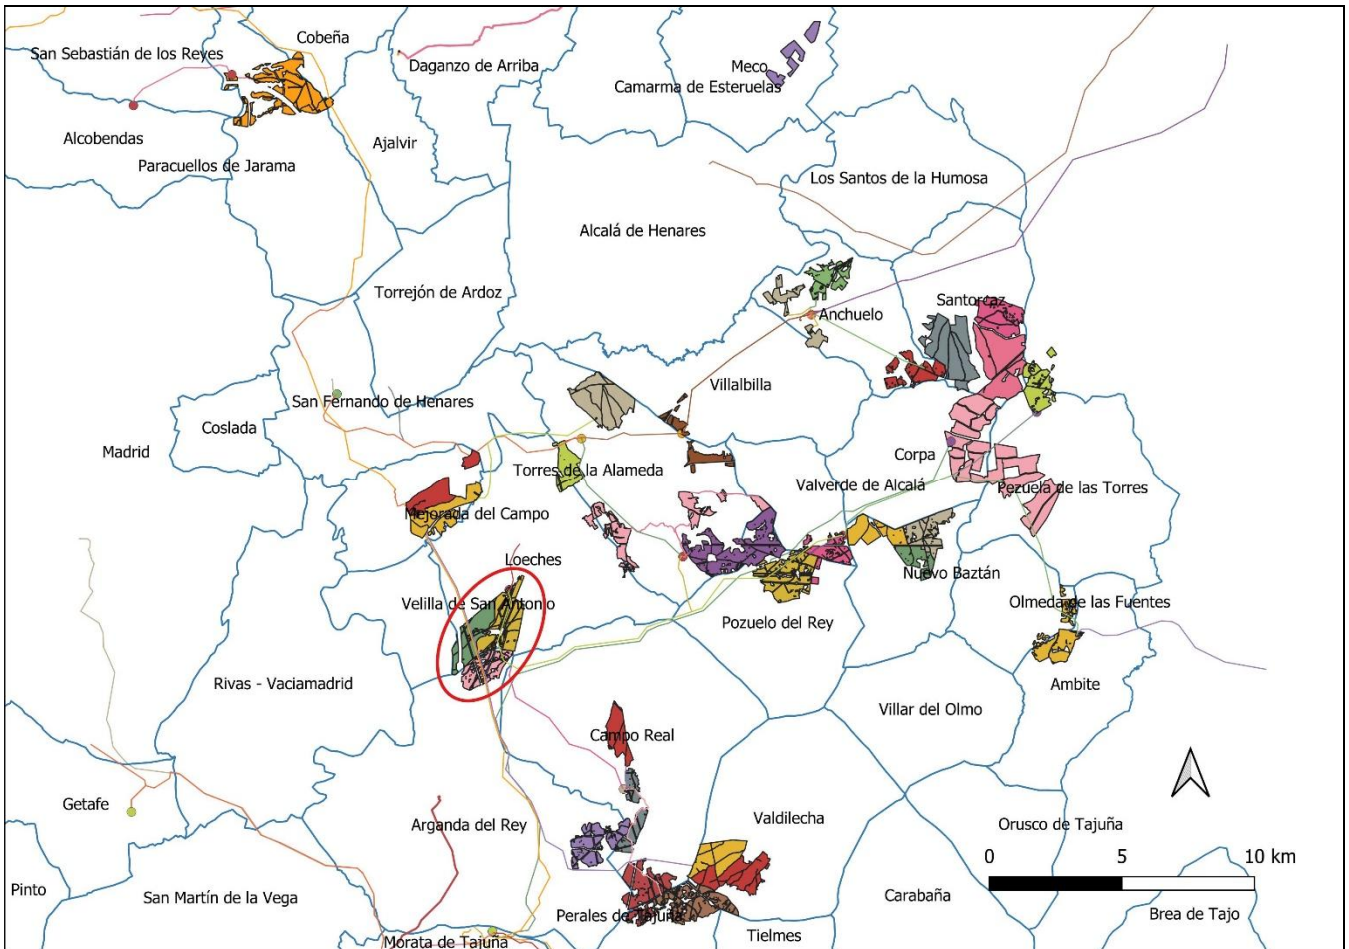 Cobeña
San Sebastián de los Reyes
Daganzo de Arriba
Meco
Camarma de Esteruelas
Alcobendas
Ajalvir
Paracuellos de Jarama
Los Santos de la Humosa
Alcalá de Henares
Torrejón de Ardoz
Santorcaz
Anchuelo
Villalbilla
San Fernando de Henares
Coslada
Madrid
Corpa
Torres de la Alameda
Valverde de Alcalá
Pezuela de las Torres
Mejorada del Campo
Loeches
Nuevo Baztán
Velilla de San Antonio
Olmeda de las Fuentes
Pozuelo del Rey
Rivas - Vaciamadrid
Ambite
Villar del Olmo
Campo Real
Getafe
Valdilecha
Arganda del Rey
Orusco de Tajuña
0 5 10 km
Pinto
San Martín de la Vega
Carabaña
Perales de Tajuña
Brea de Tajo
Tielmes
Morata de Tajuña